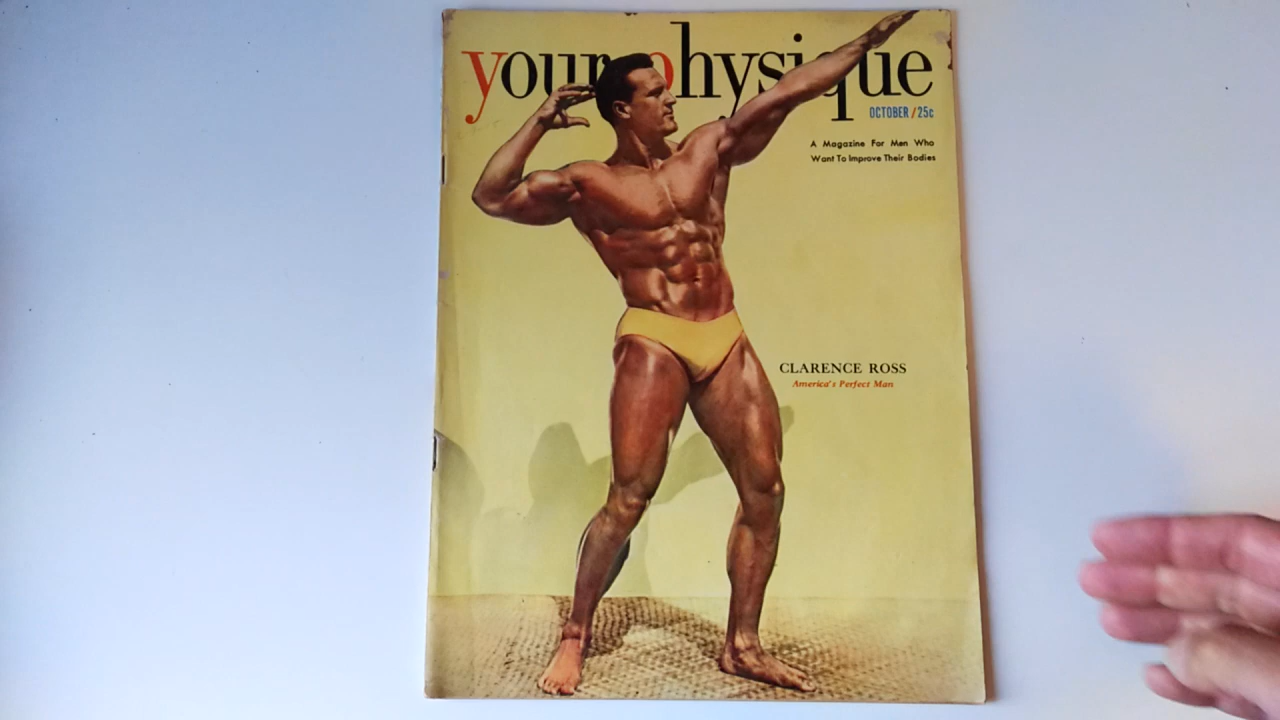 your physique
OCTOBER / 25c
A Magazine For Men Who
Want To Improve Their Bodies
CLARENCE ROSS
America's Perfect Man